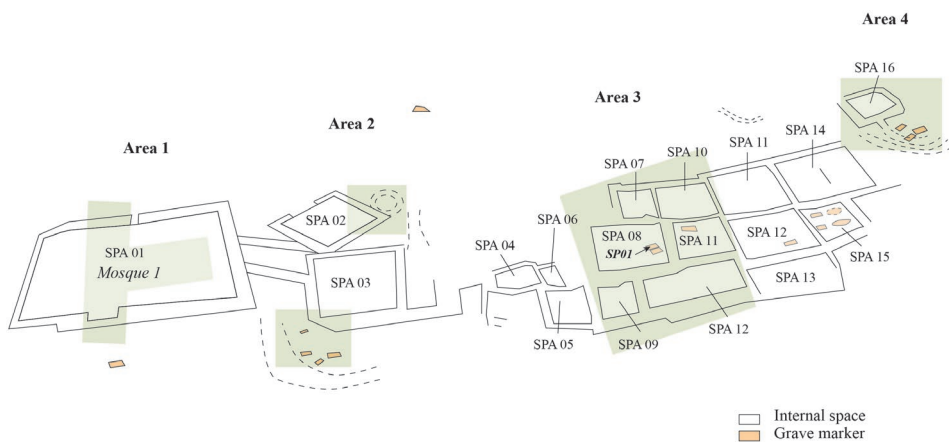 Area 4
SPA 16
Area 3
Area 2
Area 1
SPA 11
SPA 14
SPA 10
SPA 07
SPA 02
SPA 06
SPA 04
SPA 08
SPA 11
SPA 12
SP01
SPA 15
SPA 01
Mosque 1
SPA 03
SPA 13
SPA 05
SPA 09
SPA 12
Internal space
Grave marker